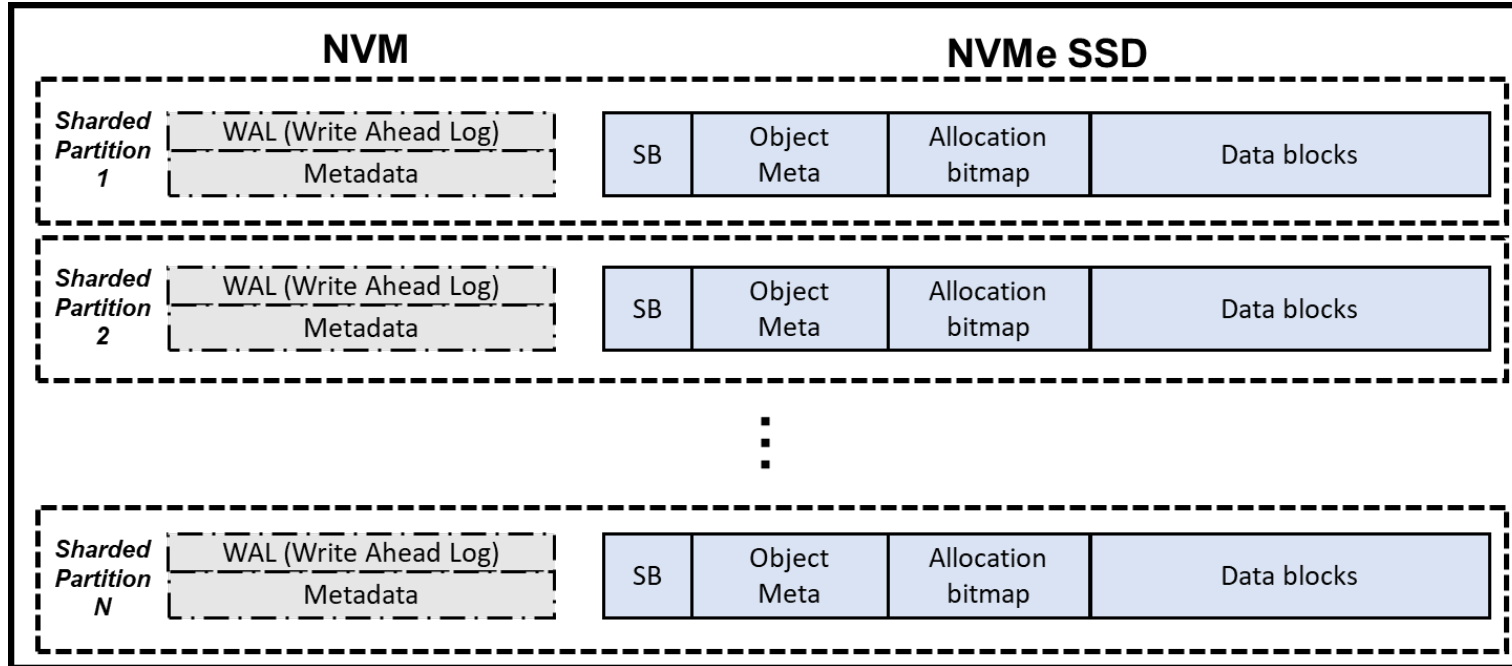 NVM
NVMe SSD
Sharded
Partition
1
WAL (Write Ahead Log)
Metadata
SB
Object
Meta
Allocation
bitmap
Data blocks
Sharded
Partition
2
WAL (Write Ahead Log)
Metadata
SB
Object
Meta
Allocation
bitmap
Data blocks
Sharded
Partition
N
WAL (Write Ahead Log)
Metadata
SB
Object
Meta
Allocation
bitmap
Data blocks